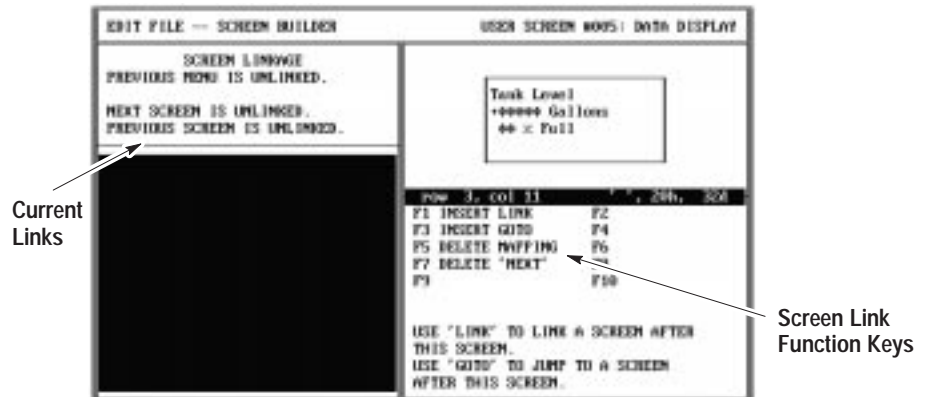 EDIT FILE -- SCREEN BUILDER
USER SCREEN #005: DATA DISPLAY
SCREEN LINKAGE
PREVIOUS MENU IS UNLINKED.
NEXT SCREEN IS UNLINKED.
PREVIOUS SCREEN IS UNLINKED.
Tank Level
+##### Gallons
## % Full
row 3, col 11 ' ', 20h, 32d
F1 INSERT LINK F2
F3 INSERT GOTO F4
F5 DELETE MAPPING F6
F7 DELETE "NEXT" F8
F9 F10
USE "LINK" TO LINK A SCREEN AFTER
THIS SCREEN.
USE "GOTO" TO JUMP TO A SCREEN
AFTER THIS SCREEN.
Current
Links
Screen Link
Function Keys